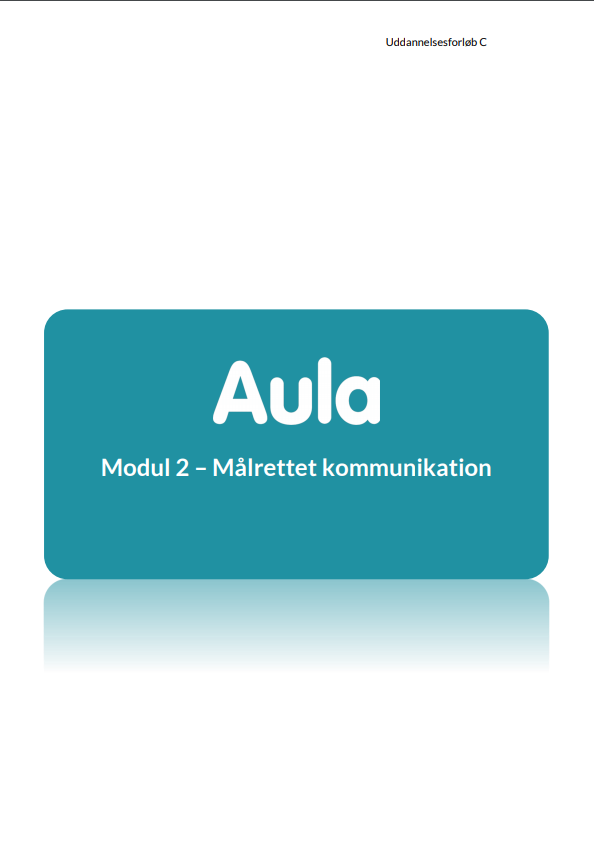 Uddannelsesforløb C
Aula
Modul 2 – Målrettet kommunikation